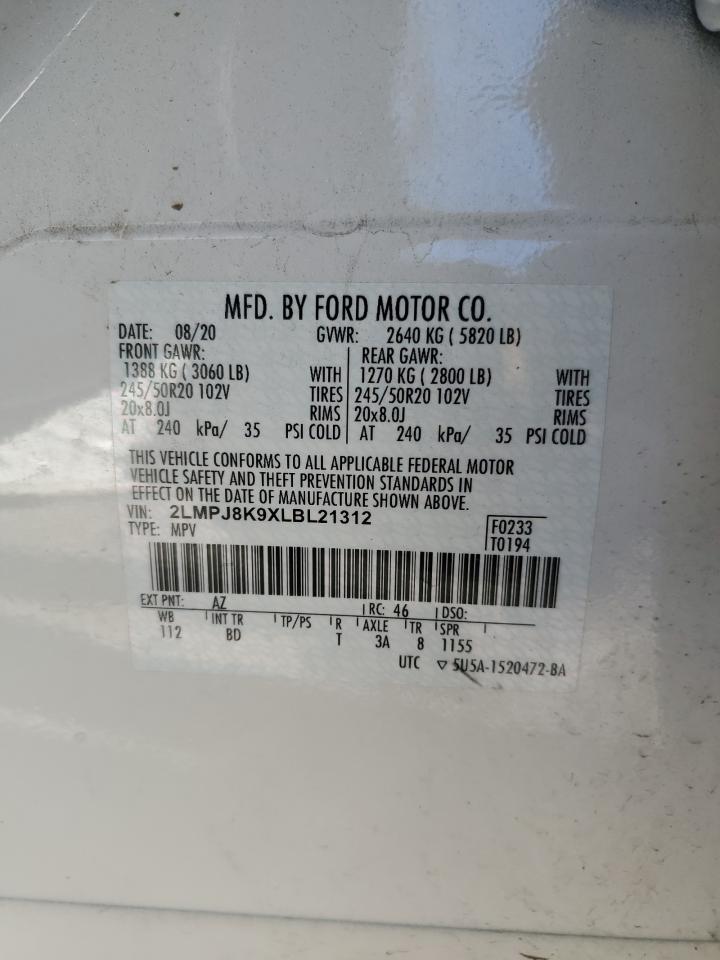 MFD. BY FORD MOTOR CO.
DATE: 08/20 GVWR: 2640 KG ( 5820 LB)
FRONT GAWR: REAR GAWR:
1388 KG ( 3060 LB) WITH 1270 KG ( 2800 LB) WITH
245/50R20 102V TIRES 245/50R20 102V TIRES
20x8.0J RIMS 20x8.0J RIMS
AT 240 kPa/ 35 PSI COLD AT 240 kPa/ 35 PSI COLD
THIS VEHICLE CONFORMS TO ALL APPLICABLE FEDERAL MOTOR
VEHICLE SAFETY AND THEFT PREVENTION STANDARDS IN
EFFECT ON THE DATE OF MANUFACTURE SHOWN ABOVE.
VIN: 2LMPJ8K9XLBL21312 F0233
TYPE: MPV T0194
EXT PNT: AZ RC: 46 DSO:
WB INT TR TP/PS R AXLE TR SPR
112 BD T 3A 8 1155
UTC ▽ 5U5A-1520472-BA